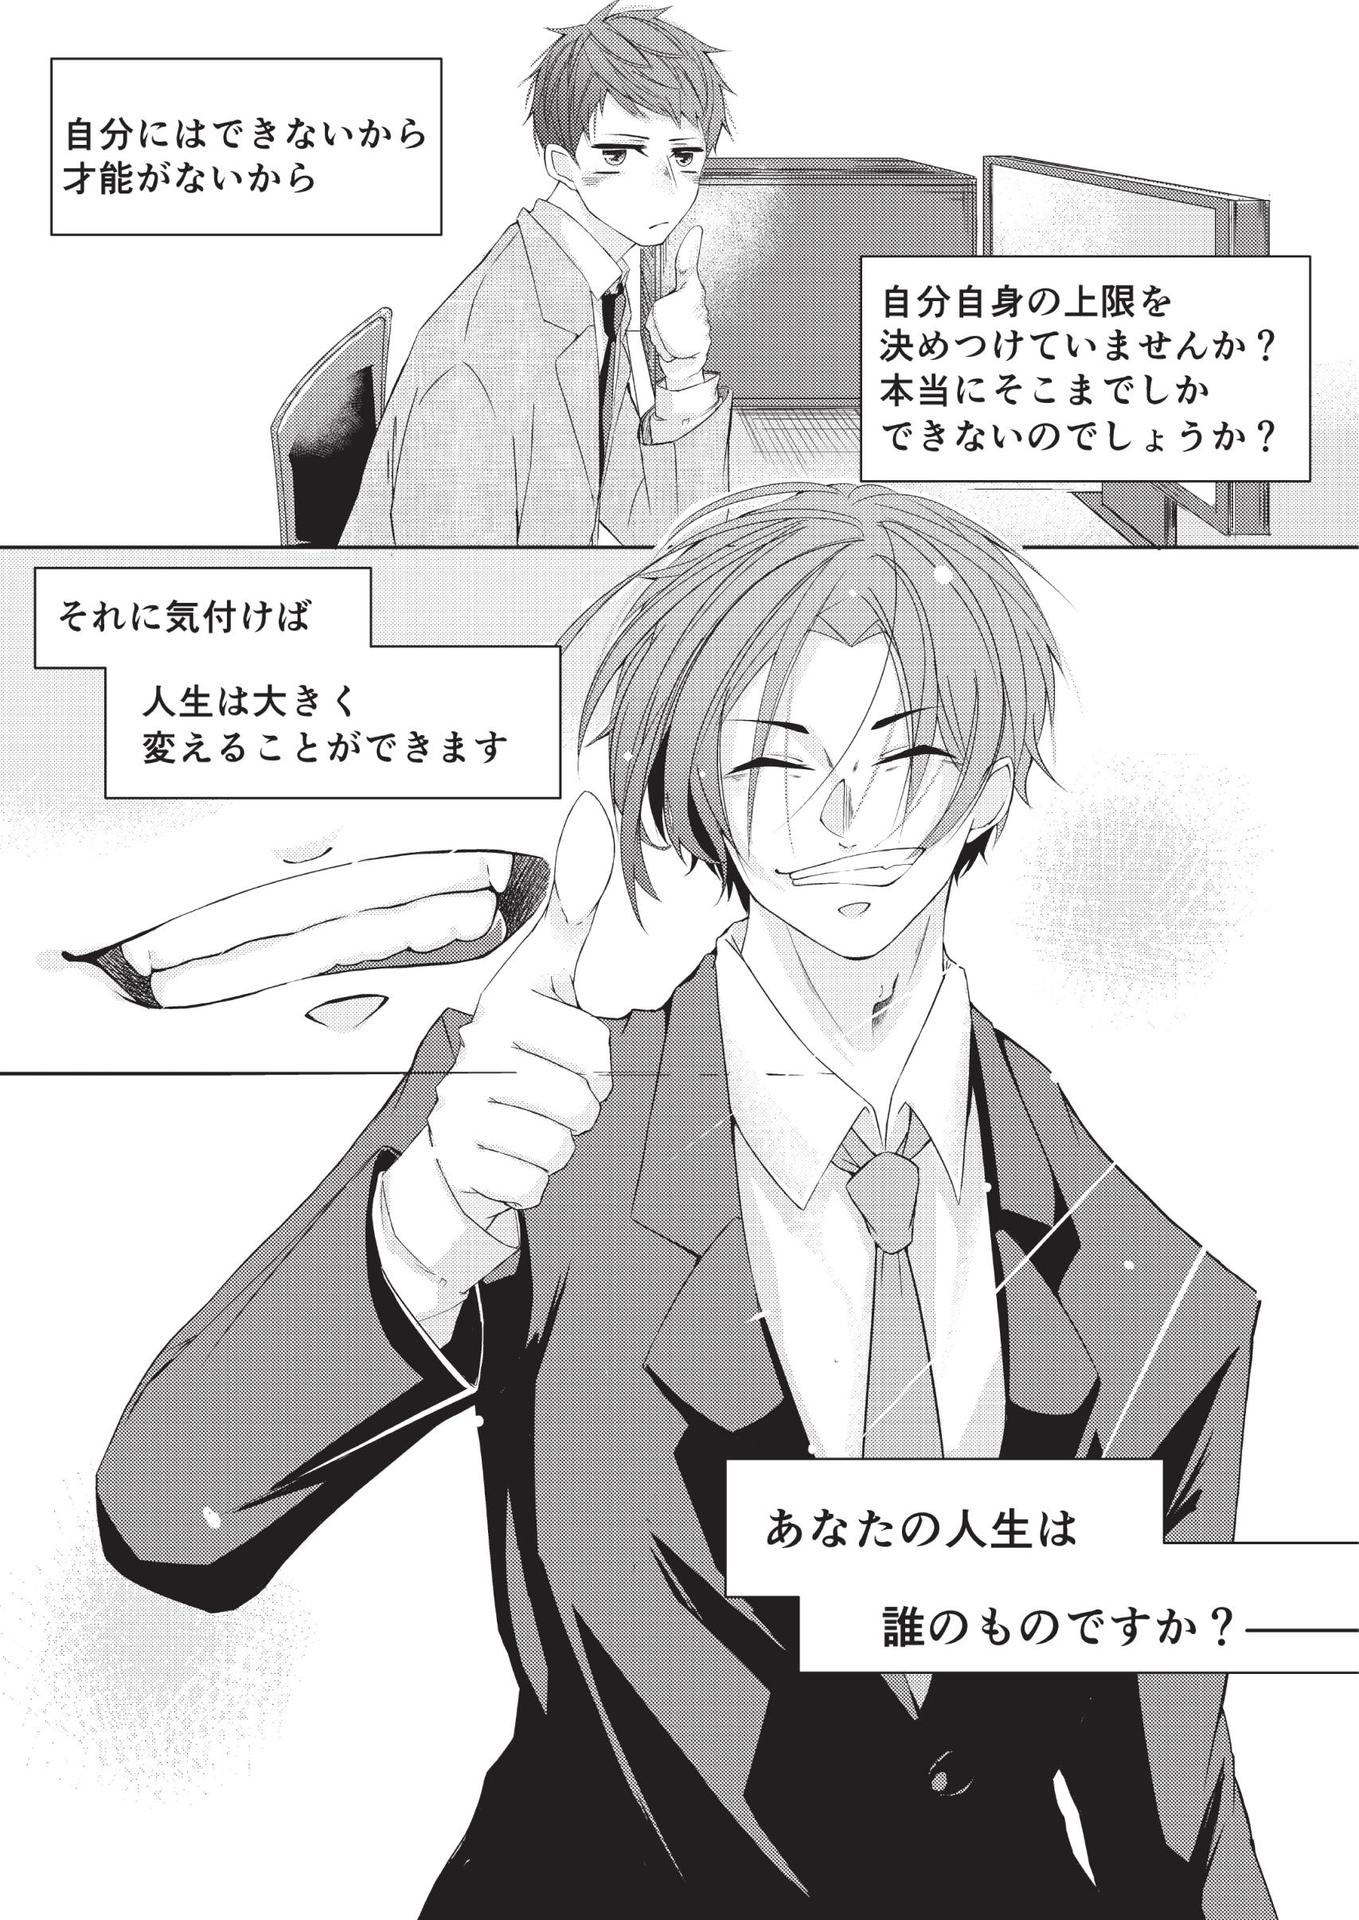 自分にはできないから
才能がないから
自分自身の上限を
決めつけていませんか？
本当にそこまでしか
できないのでしょうか？
それに気付けば
人生は大きく
変えることができます
あなたの人生は
誰のものですか？